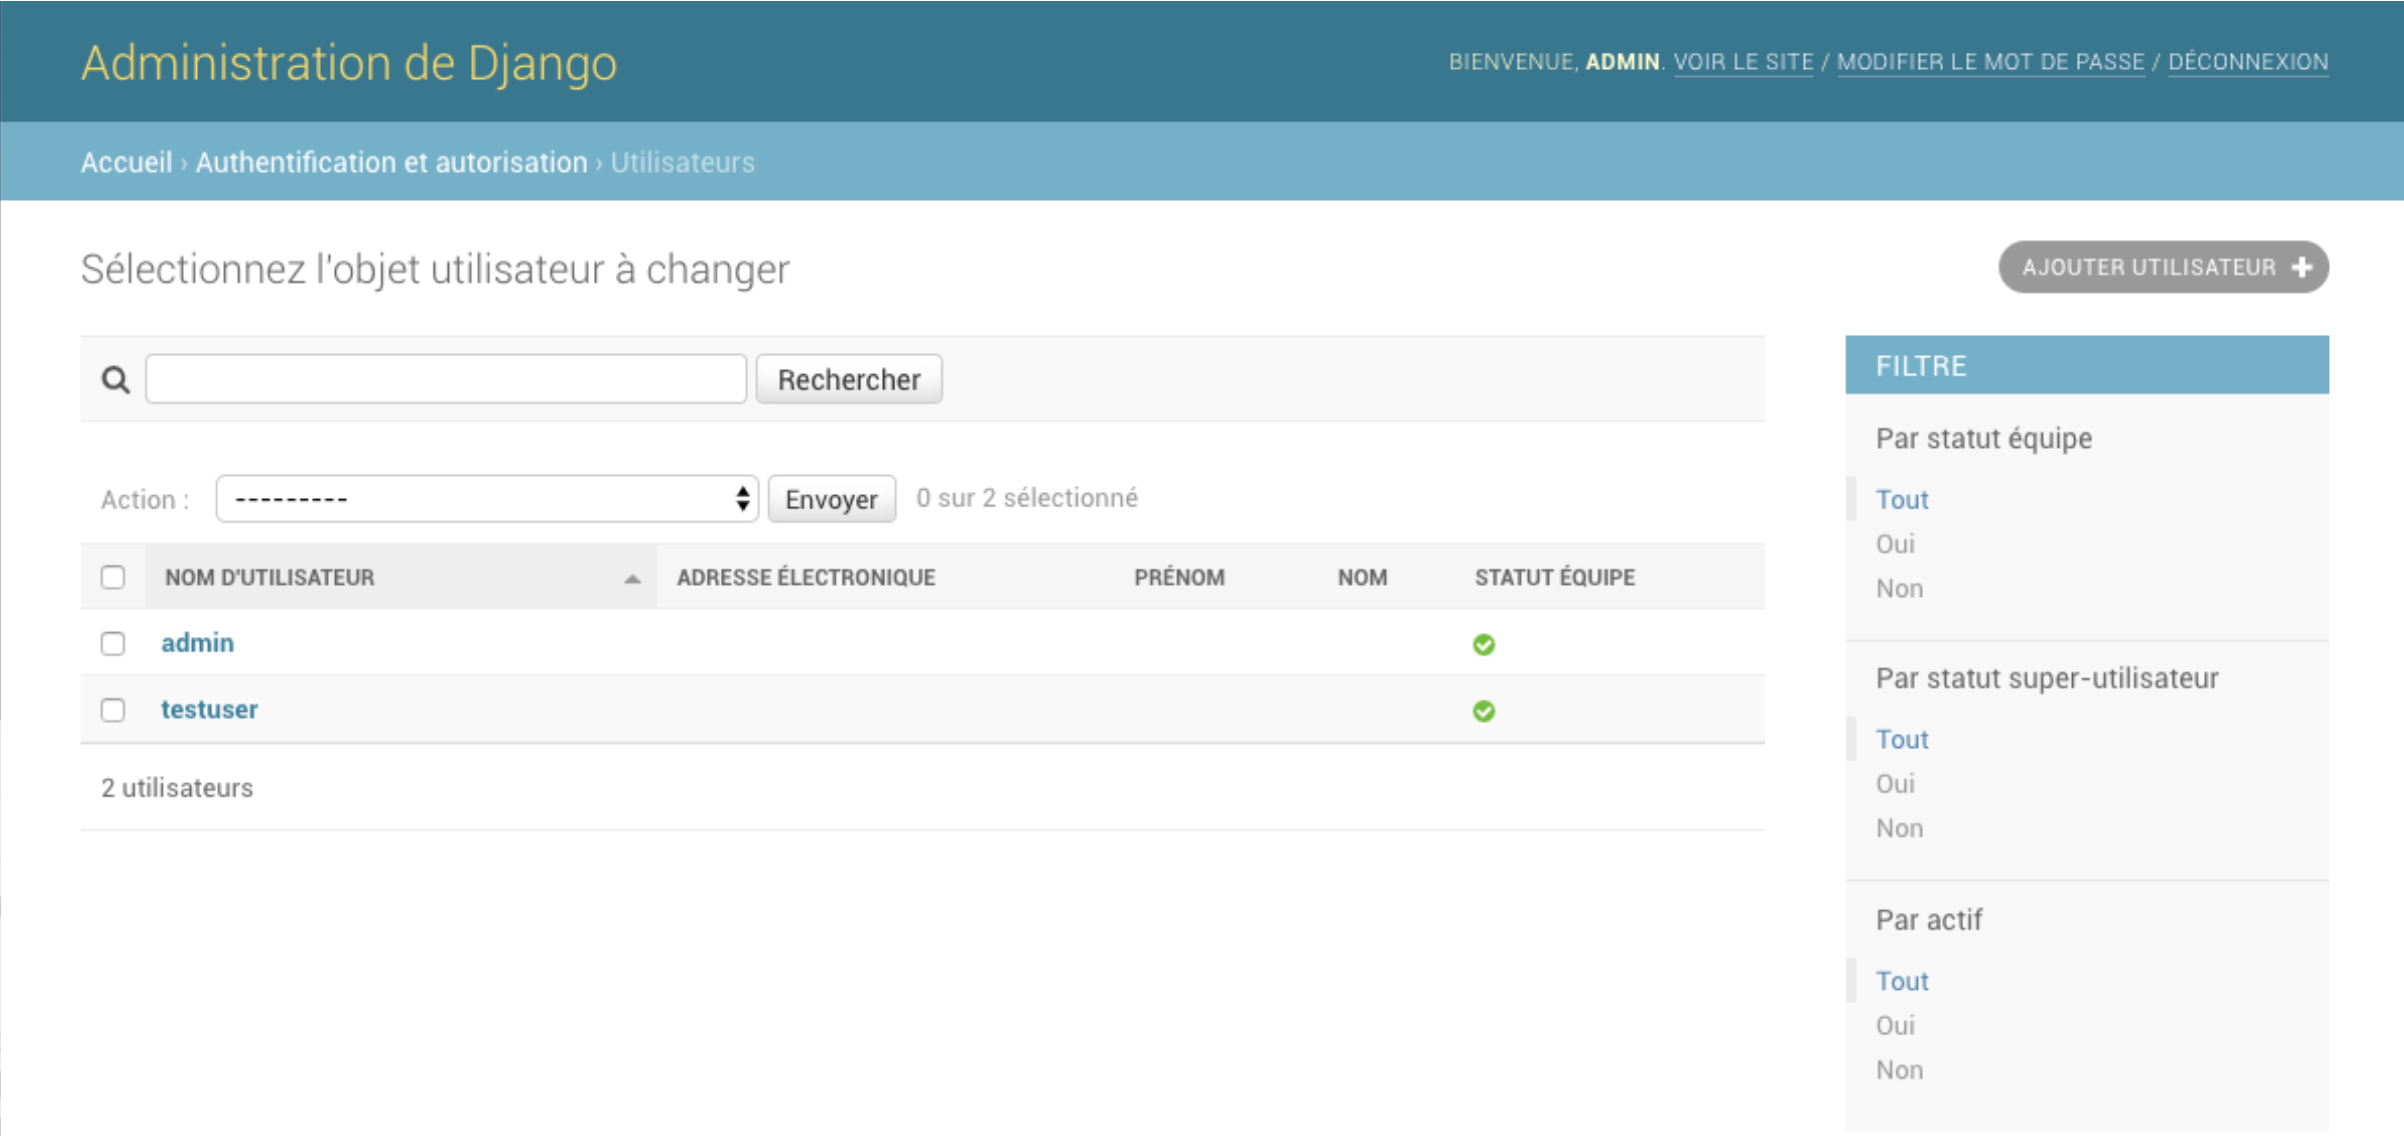 Administration de Django
BIENVENUE, ADMIN. VOIR LE SITE / MODIFIER LE MOT DE PASSE / DÉCONNEXION
Accueil › Authentification et autorisation › Utilisateurs
Sélectionnez l'objet utilisateur à changer
AJOUTER UTILISATEUR +
Rechercher
Action : --------- Envoyer 0 sur 2 sélectionné
NOM D'UTILISATEUR ADRESSE ÉLECTRONIQUE PRÉNOM NOM STATUT ÉQUIPE
admin
testuser
2 utilisateurs
FILTRE
Par statut équipe
Tout
Oui
Non
Par statut super-utilisateur
Tout
Oui
Non
Par actif
Tout
Oui
Non